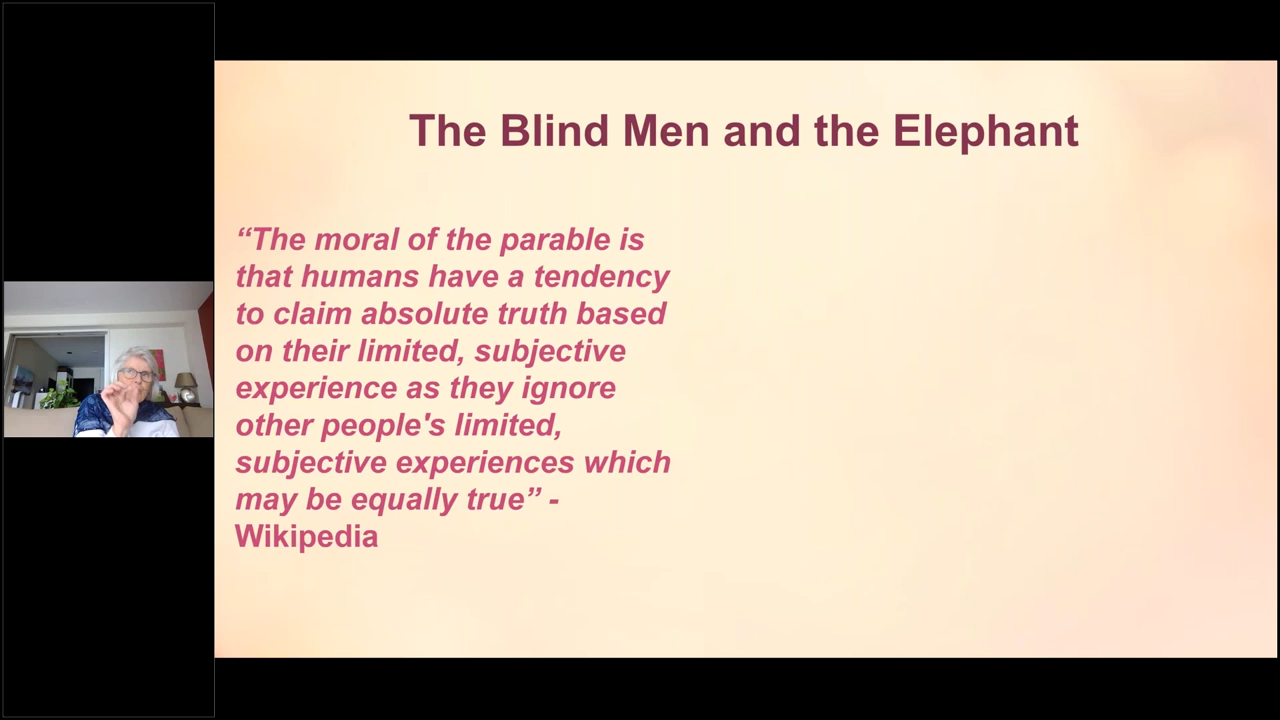 The Blind Men and the Elephant
“The moral of the parable is
that humans have a tendency
to claim absolute truth based
on their limited, subjective
experience as they ignore
other people's limited,
subjective experiences which
may be equally true” -
Wikipedia